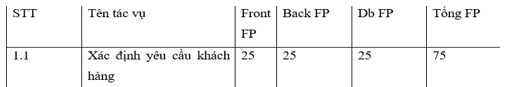 STT Tên tác vụ Front FP Back FP Db FP Tổng FP
1.1 Xác định yêu cầu khách hàng 25 25 25 75